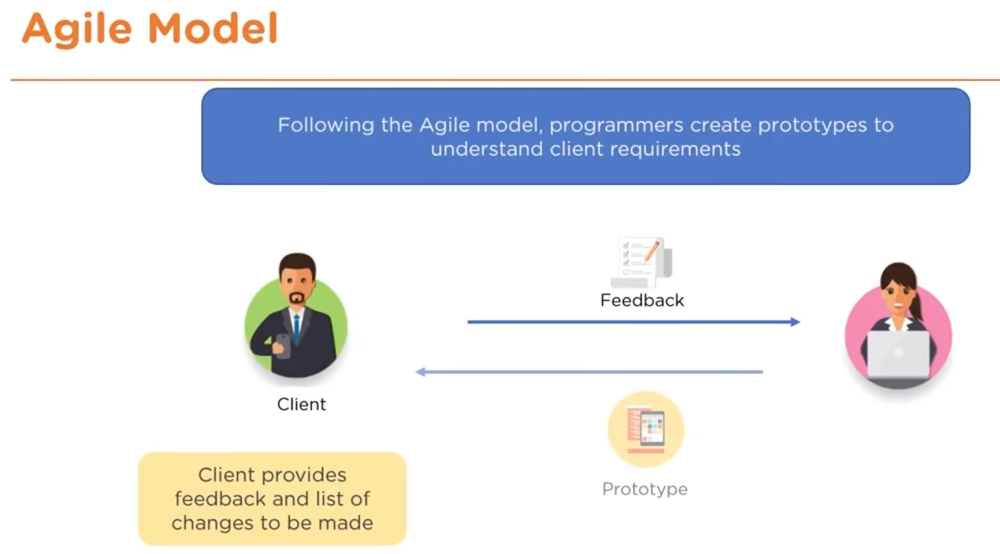 Agile Model
Following the Agile model, programmers create prototypes to
understand client requirements
Feedback
Client
Prototype
Client provides
feedback and list of
changes to be made